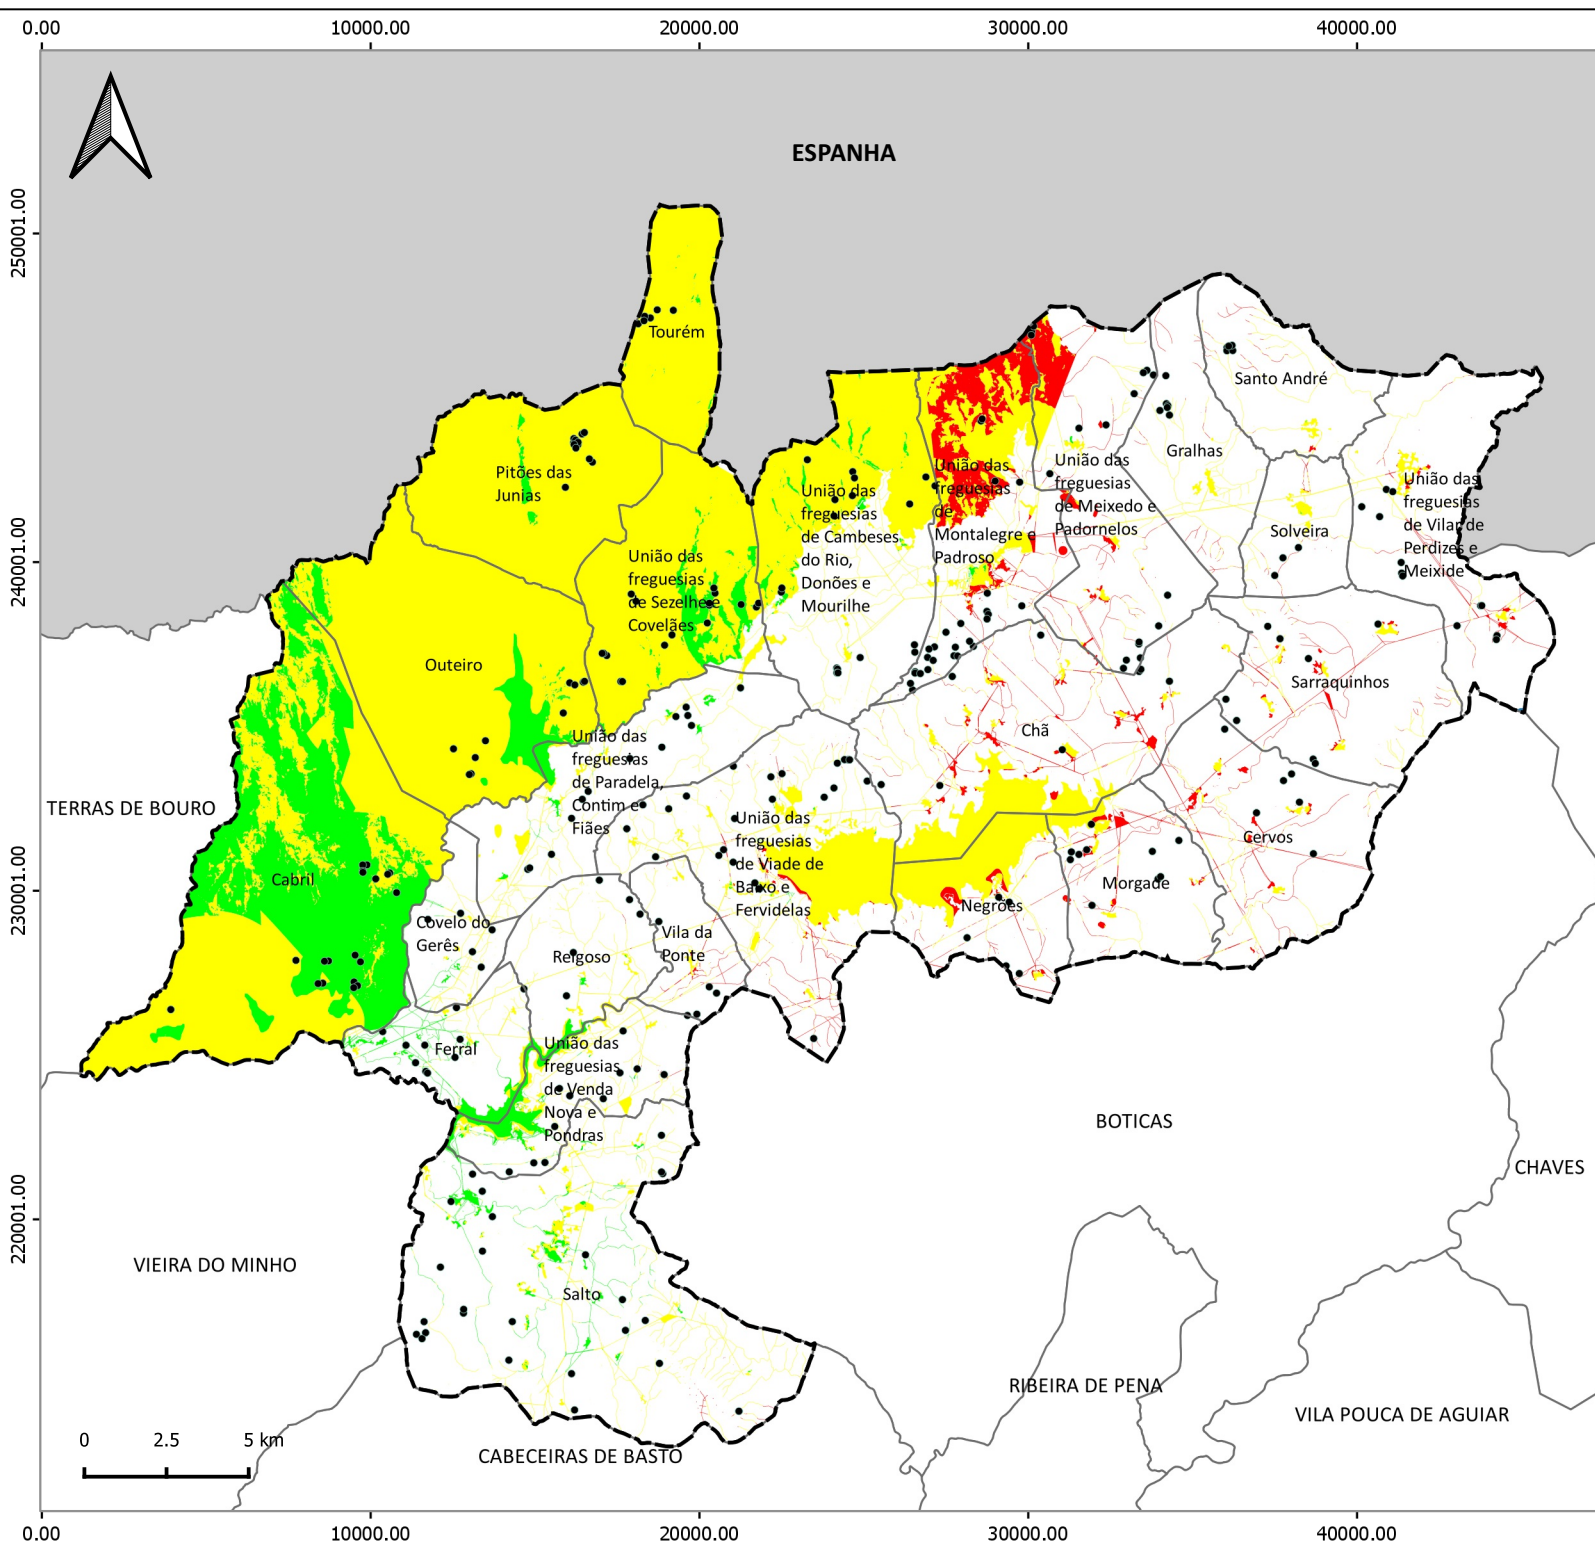 0.00 10000.00 20000.00 30000.00 40000.00
250001.00
240001.00
230001.00
220001.00
ESPANHA
Tourém
Santo André
Pitões das
Junias
Gralhas
União das
freguesias
de Cambeses
do Rio,
Donões e
Mourilhe
União das
freguesias
de
Montalegre e
Padroso
União das
freguesias
de Meixedo e
Padornelos
Solveira
União das
freguesias
de Vilar de
Perdizes e
Meixide
União das
freguesias
de Sezelhe e
Covelães
Outeiro
Sarraquinhos
Chã
União das
freguesias
de Paradela,
Contim e
Fiães
TERRAS DE BOURO
União das
freguesias
de Viade de
Baixo e
Fervidelas
Cervos
Cabril
Morgade
Negrões
Covelo do
Gerês
Vila da
Ponte
Reigoso
Ferral
União das
freguesias
de Venda
Nova e
Pondras
BOTICAS
CHAVES
VIEIRA DO MINHO
Salto
RIBEIRA DE PENA
VILA POUCA DE AGUIAR
CABECEIRAS DE BASTO
0 2.5 5 km
0.00 10000.00 20000.00 30000.00 40000.00